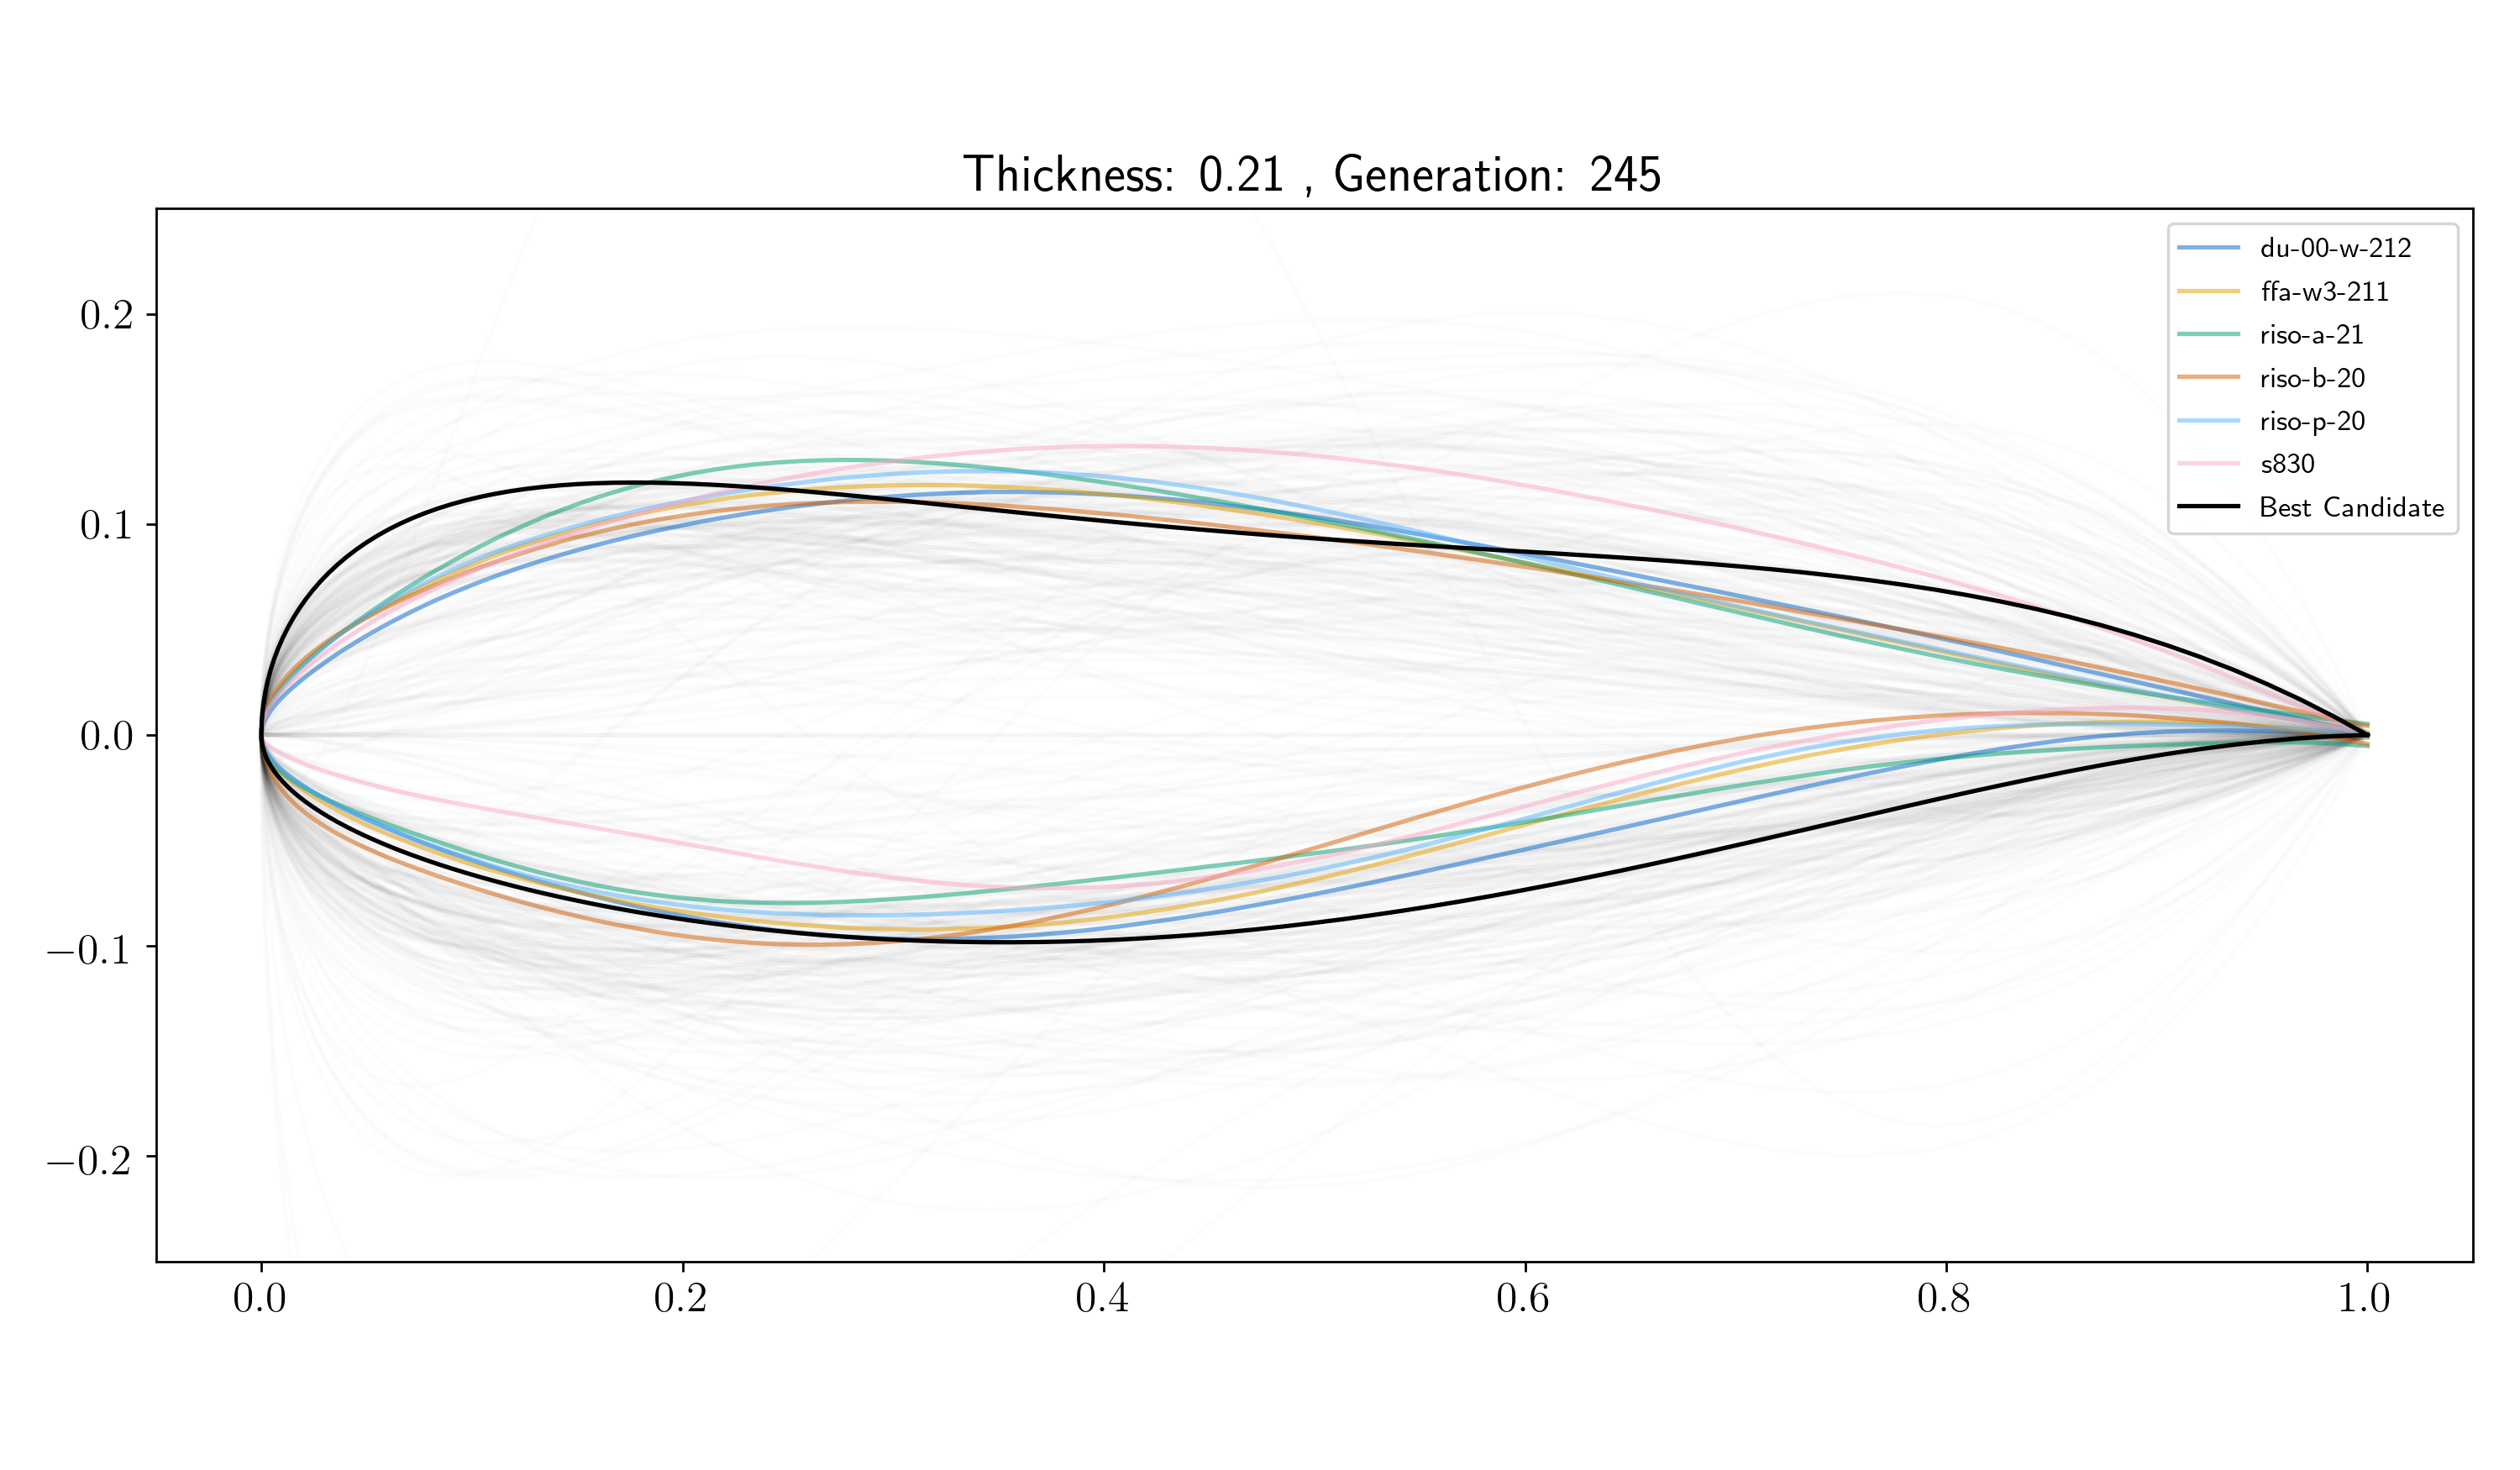 Thickness: 0.21 , Generation: 245
du-00-w-212
ffa-w3-211
riso-a-21
riso-b-20
riso-p-20
s830
Best Candidate
0.2
0.1
0.0
−0.1
−0.2
0.0 0.2 0.4 0.6 0.8 1.0